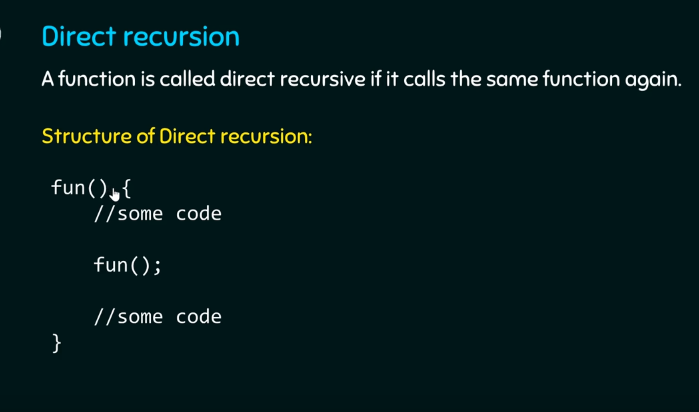 Direct recursion
A function is called direct recursive if it calls the same function again.
Structure of Direct recursion:
fun() {
//some code
fun();
//some code
}